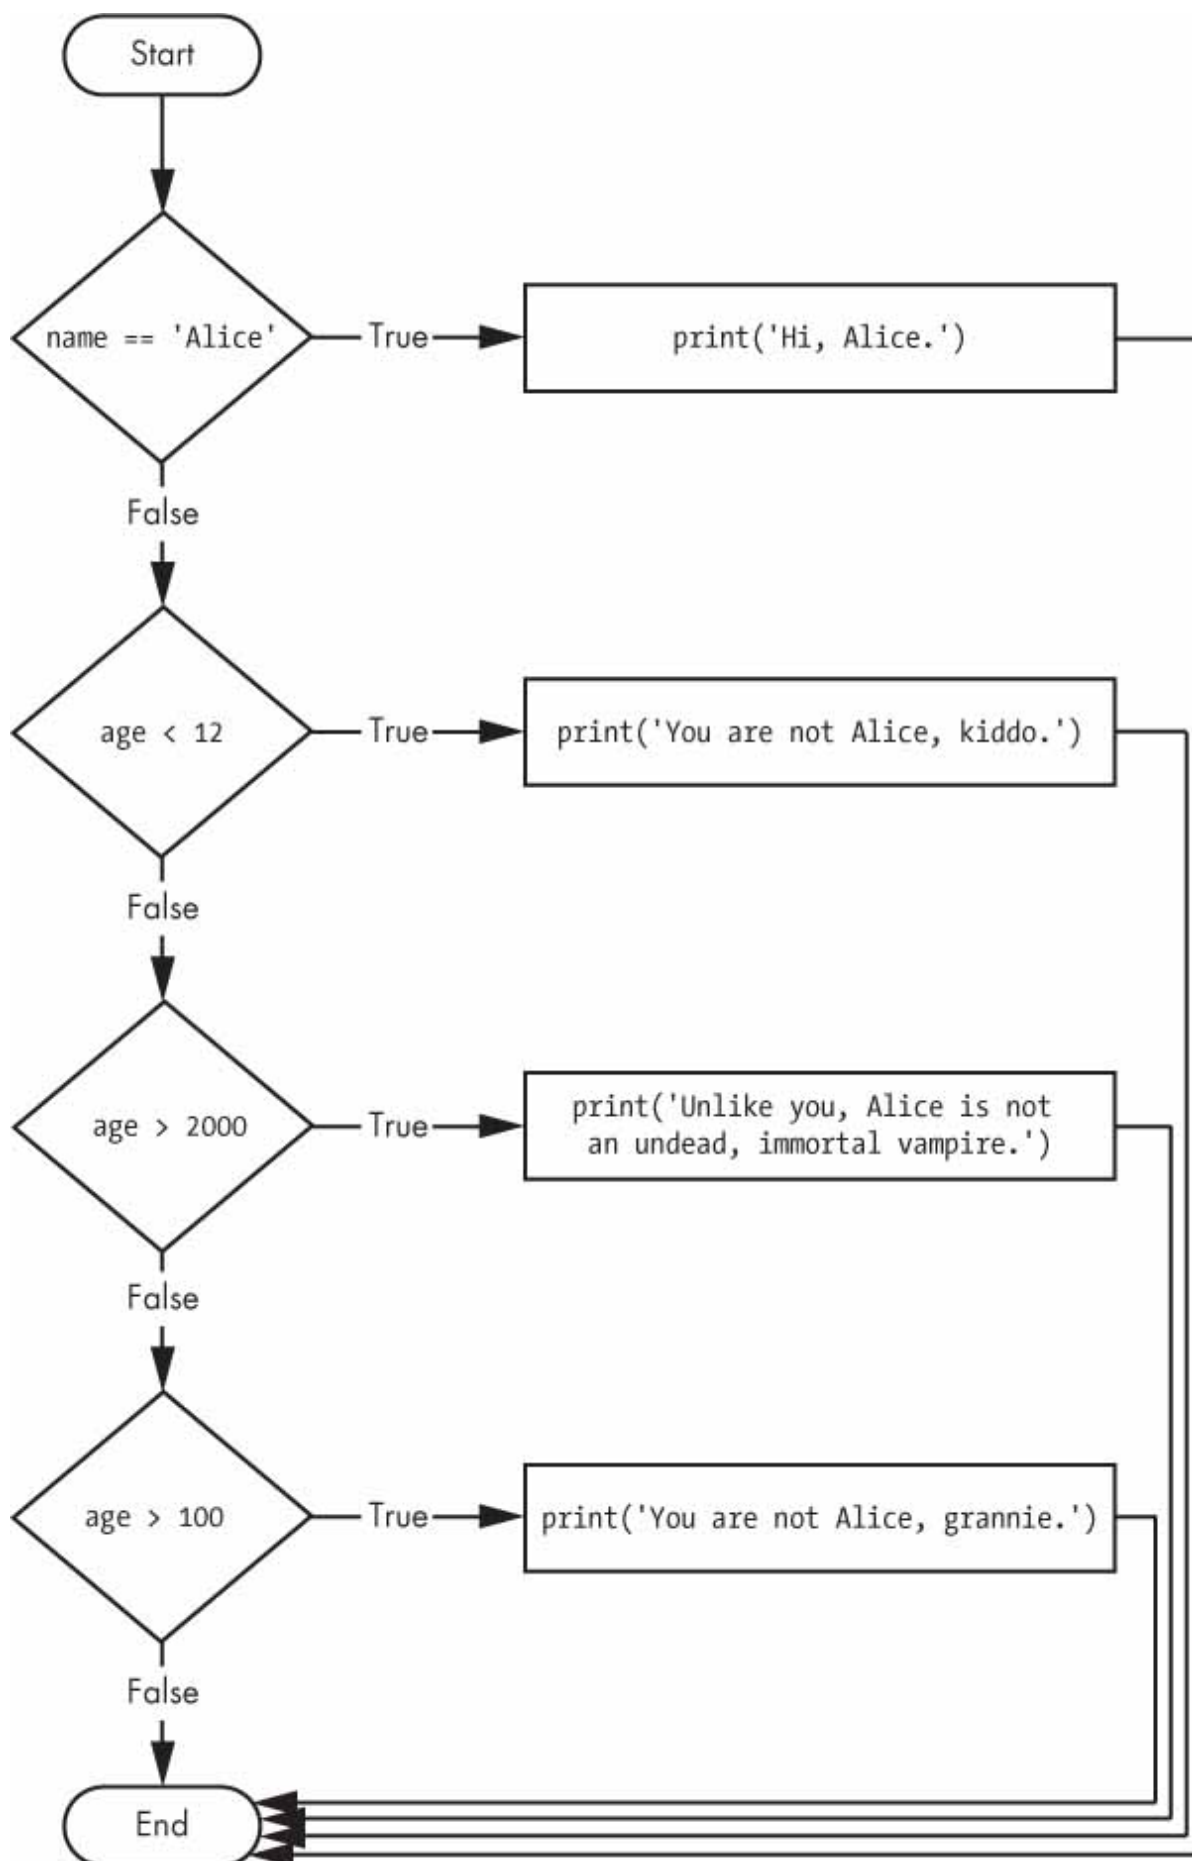 Start
name == 'Alice'
True
print('Hi, Alice.')
False
age < 12
True
print('You are not Alice, kiddo.')
False
age > 2000
True
print('Unlike you, Alice is not
an undead, immortal vampire.')
False
age > 100
True
print('You are not Alice, grannie.')
False
End